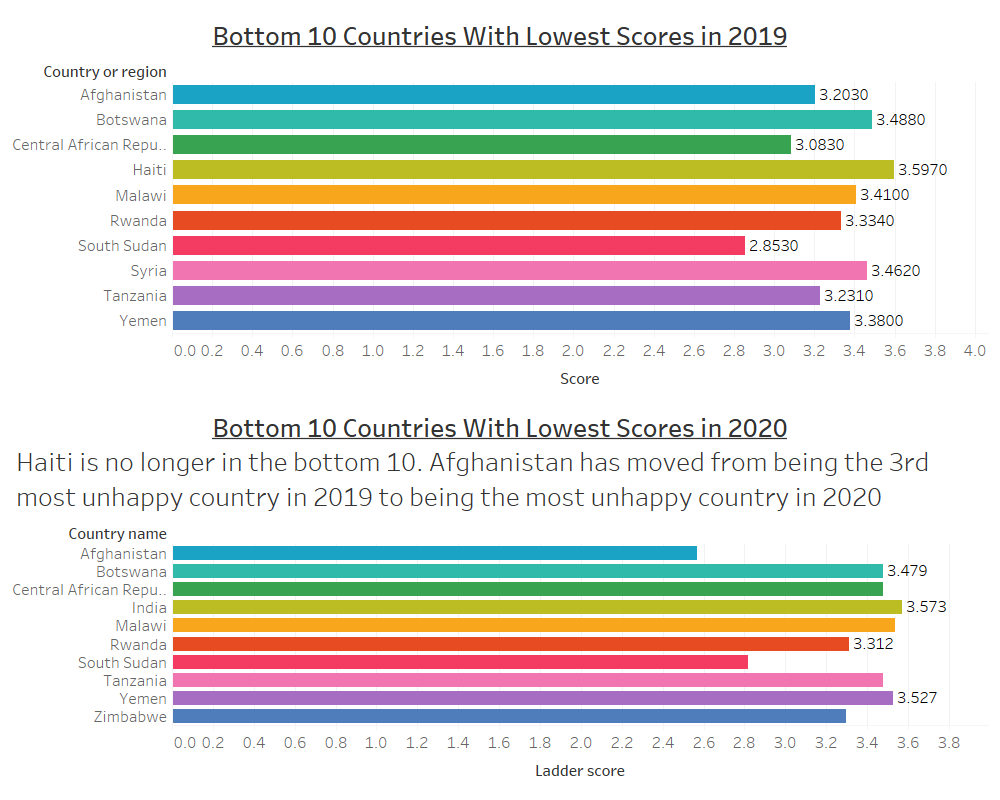 Bottom 10 Countries With Lowest Scores in 2019
Country or region
Afghanistan 3.2030
Botswana 3.4880
Central African Repu.. 3.0830
Haiti 3.5970
Malawi 3.4100
Rwanda 3.3340
South Sudan 2.8530
Syria 3.4620
Tanzania 3.2310
Yemen 3.3800
0.0 0.2 0.4 0.6 0.8 1.0 1.2 1.4 1.6 1.8 2.0 2.2 2.4 2.6 2.8 3.0 3.2 3.4 3.6 3.8 4.0
Score
Bottom 10 Countries With Lowest Scores in 2020
Haiti is no longer in the bottom 10. Afghanistan has moved from being the 3rd
most unhappy country in 2019 to being the most unhappy country in 2020
Country name
Afghanistan
Botswana 3.479
Central African Repu..
India 3.573
Malawi
Rwanda 3.312
South Sudan
Tanzania
Yemen 3.527
Zimbabwe
0.0 0.2 0.4 0.6 0.8 1.0 1.2 1.4 1.6 1.8 2.0 2.2 2.4 2.6 2.8 3.0 3.2 3.4 3.6 3.8
Ladder score